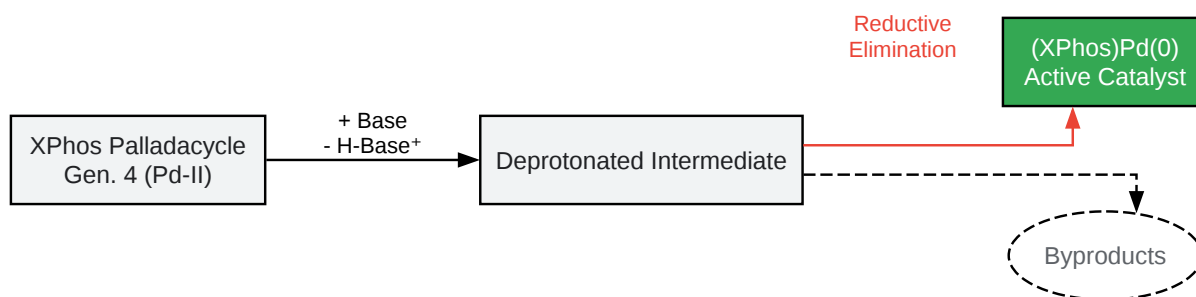 XPhos Palladacycle
Gen. 4 (Pd-II)
+ Base
- H-Base⁺
Deprotonated Intermediate
Reductive
Elimination
(XPhos)Pd(0)
Active Catalyst
Byproducts